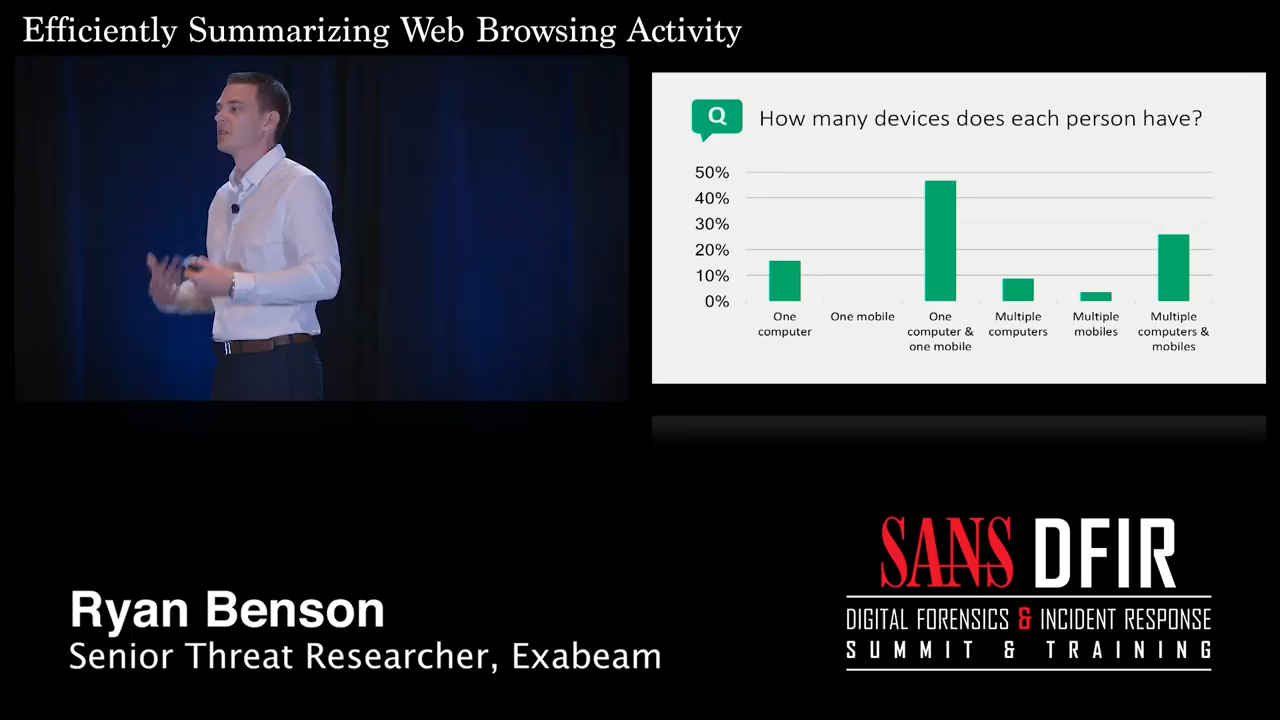 Efficiently Summarizing Web Browsing Activity
Q
How many devices does each person have?
50%
40%
30%
20%
10%
0%
One
computer
One mobile
One
computer &
one mobile
Multiple
computers
Multiple
mobiles
Multiple
computers &
mobiles
Ryan Benson
Senior Threat Researcher, Exabeam
SANS DFIR
DIGITAL FORENSICS & INCIDENT RESPONSE
SUMMIT & TRAINING